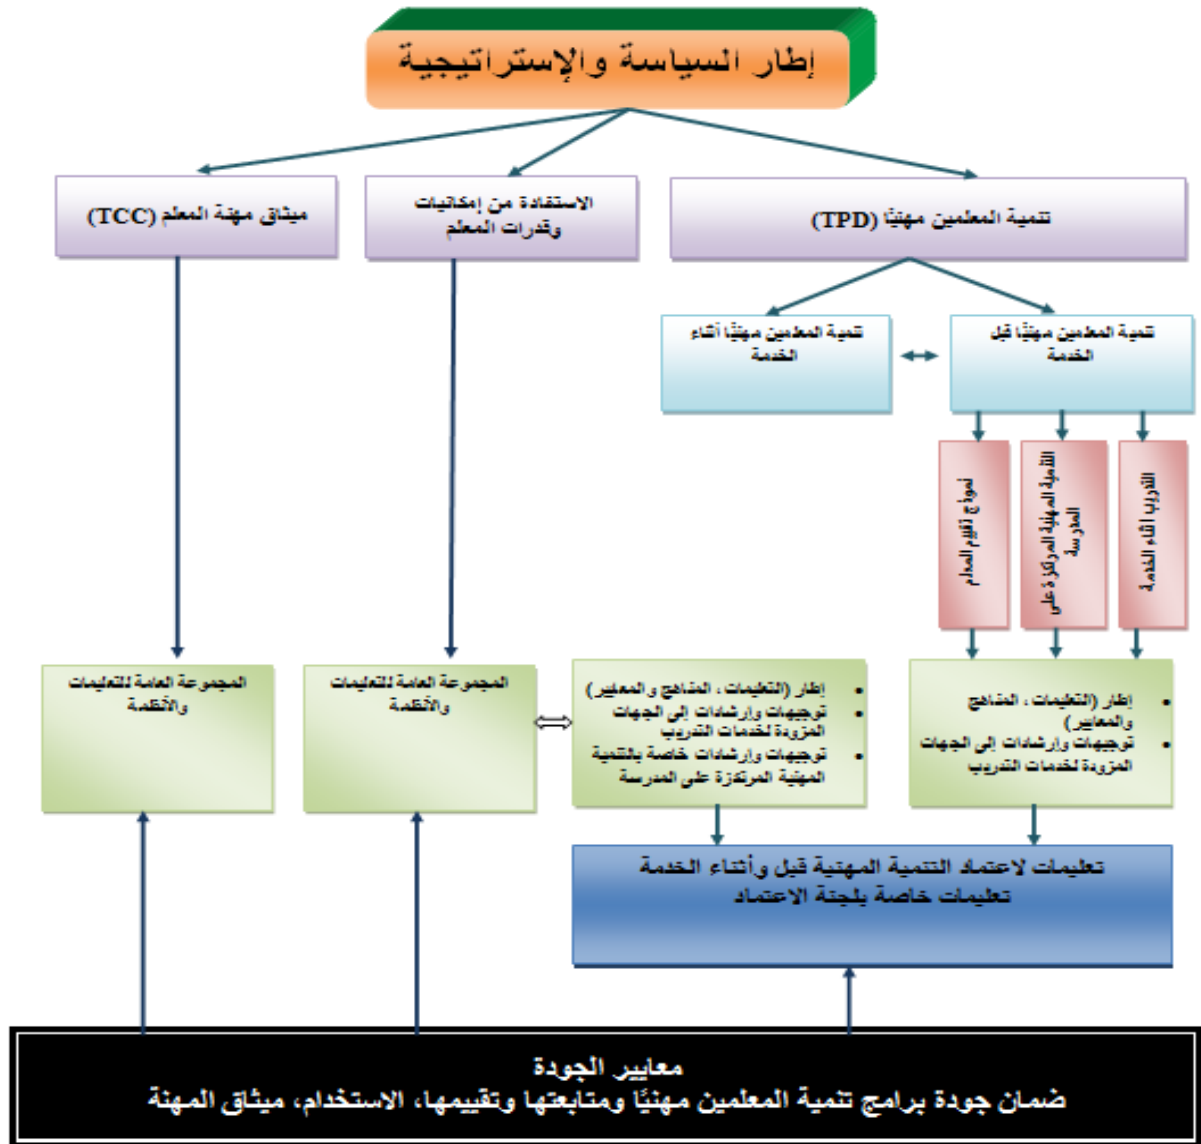 إطار السياسة والإستراتيجية
تنمية المعلمين مهنيًا (TPD)
الاستفادة من إمكانيات
وقدرات المعلم
ميثاق مهنة المعلم (TCC)
تنمية المعلمين مهنيًا قبل
الخدمة
تنمية المعلمين مهنيًا أثناء
الخدمة
التدريب أثناء الخدمة
التنمية المهنية المرتكزة على
المدرسة
نموذج تقييم المعلم
• إطار (التعليمات، المناهج
والمعايير)
• توجيهات وإرشادات إلى الجهات
المزودة لخدمات التدريب
• إطار (التعليمات، المناهج والمعايير)
• توجيهات وإرشادات إلى الجهات
المزودة لخدمات التدريب
• توجيهات وإرشادات خاصة بالتنمية
المهنية المرتكزة على المدرسة
المجموعة العامة للتعليمات
والأنظمة
المجموعة العامة للتعليمات
والأنظمة
تعليمات لاعتماد التنمية المهنية قبل وأثناء الخدمة
تعليمات خاصة بلجنة الاعتماد
معايير الجودة
ضمان جودة برامج تنمية المعلمين مهنيًا ومتابعتها وتقييمها، الاستخدام، ميثاق المهنة